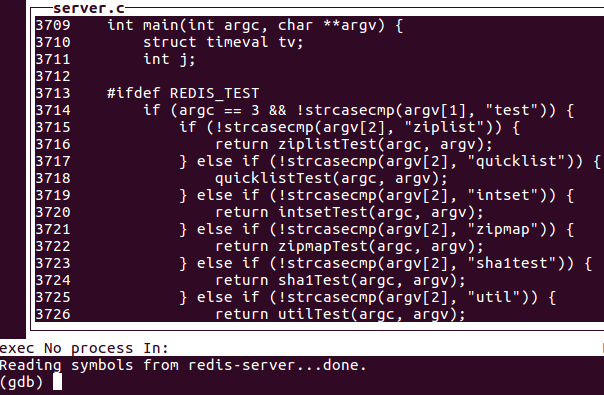 server.c
3709    int main(int argc, char **argv) {
3710        struct timeval tv;
3711        int j;
3712
3713    #ifdef REDIS_TEST
3714        if (argc == 3 && !strcasecmp(argv[1], "test")) {
3715            if (!strcasecmp(argv[2], "ziplist")) {
3716                return ziplistTest(argc, argv);
3717            } else if (!strcasecmp(argv[2], "quicklist")) {
3718                quicklistTest(argc, argv);
3719            } else if (!strcasecmp(argv[2], "intset")) {
3720                return intsetTest(argc, argv);
3721            } else if (!strcasecmp(argv[2], "zipmap")) {
3722                return zipmapTest(argc, argv);
3723            } else if (!strcasecmp(argv[2], "sha1test")) {
3724                return sha1Test(argc, argv);
3725            } else if (!strcasecmp(argv[2], "util")) {
3726                return utilTest(argc, argv);
exec No process In:
Reading symbols from redis-server...done.
(gdb)